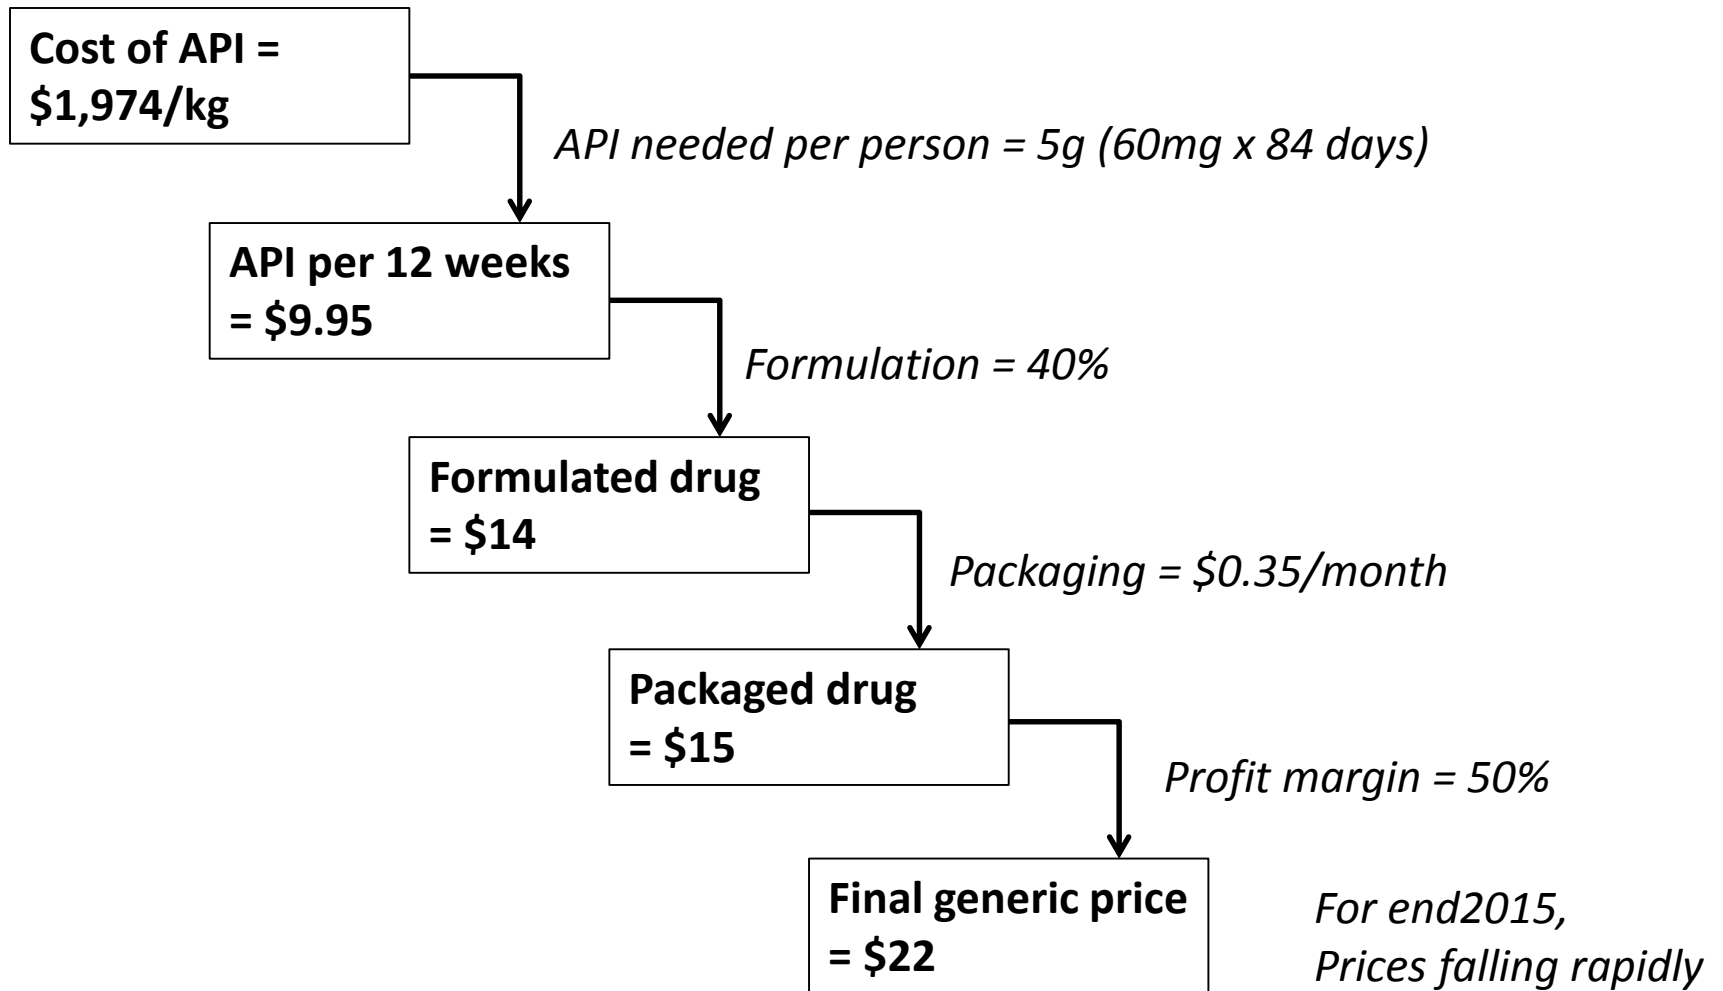 Cost of API =
$1,974/kg
API needed per person = 5g (60mg x 84 days)
API per 12 weeks
= $9.95
Formulation = 40%
Formulated drug
= $14
Packaging = $0.35/month
Packaged drug
= $15
Profit margin = 50%
Final generic price
= $22
For end2015,
Prices falling rapidly